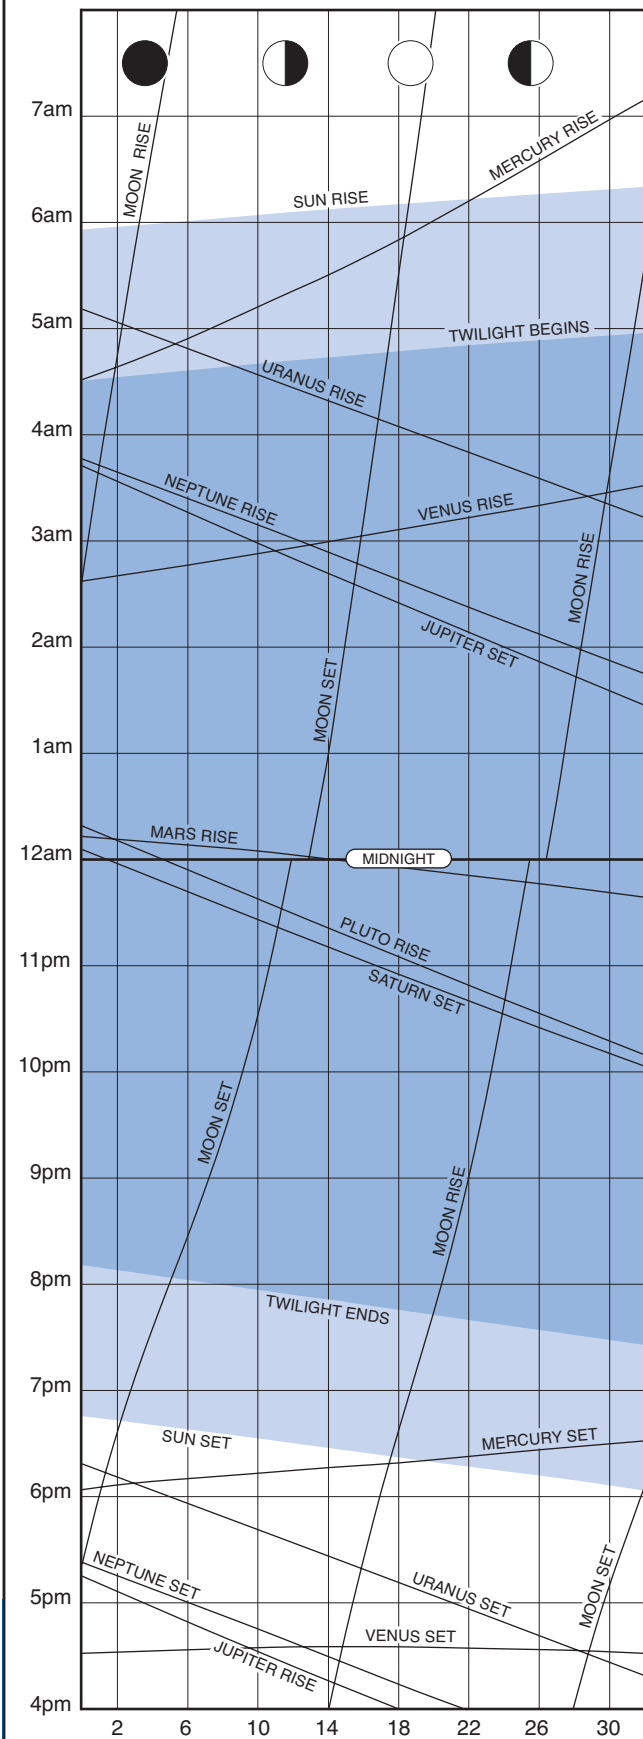 7am
MOON RISE
MERCURY RISE
SUN RISE
6am
5am
TWILIGHT BEGINS
URANUS RISE
4am
NEPTUNE RISE
VENUS RISE
3am
MOON RISE
JUPITER SET
2am
MOON SET
1am
MARS RISE
12am
MIDNIGHT
PLUTO RISE
11pm
SATURN SET
10pm
MOON SET
9pm
MOON RISE
8pm
TWILIGHT ENDS
7pm
SUN SET
MERCURY SET
6pm
NEPTUNE SET
URANUS SET
MOON SET
5pm
VENUS SET
JUPITER RISE
4pm
2 6 10 14 18 22 26 30